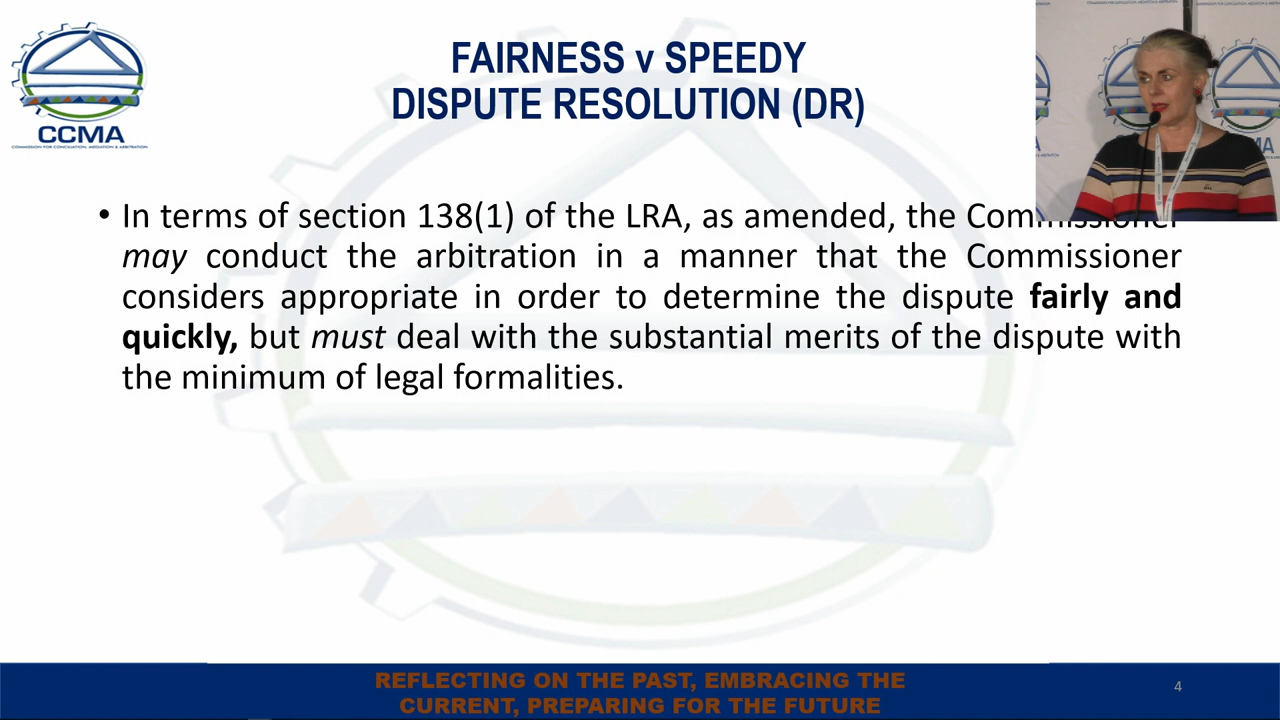 FAIRNESS v SPEEDY
DISPUTE RESOLUTION (DR)
CCMA
COMMISSION FOR CONCILIATION, MEDIATION & ARBITRATION
• In terms of section 138(1) of the LRA, as amended, the Commissioner
may conduct the arbitration in a manner that the Commissioner
considers appropriate in order to determine the dispute fairly and
quickly, but must deal with the substantial merits of the dispute with
the minimum of legal formalities.
REFLECTING ON THE PAST, EMBRACING THE
CURRENT, PREPARING FOR THE FUTURE
4